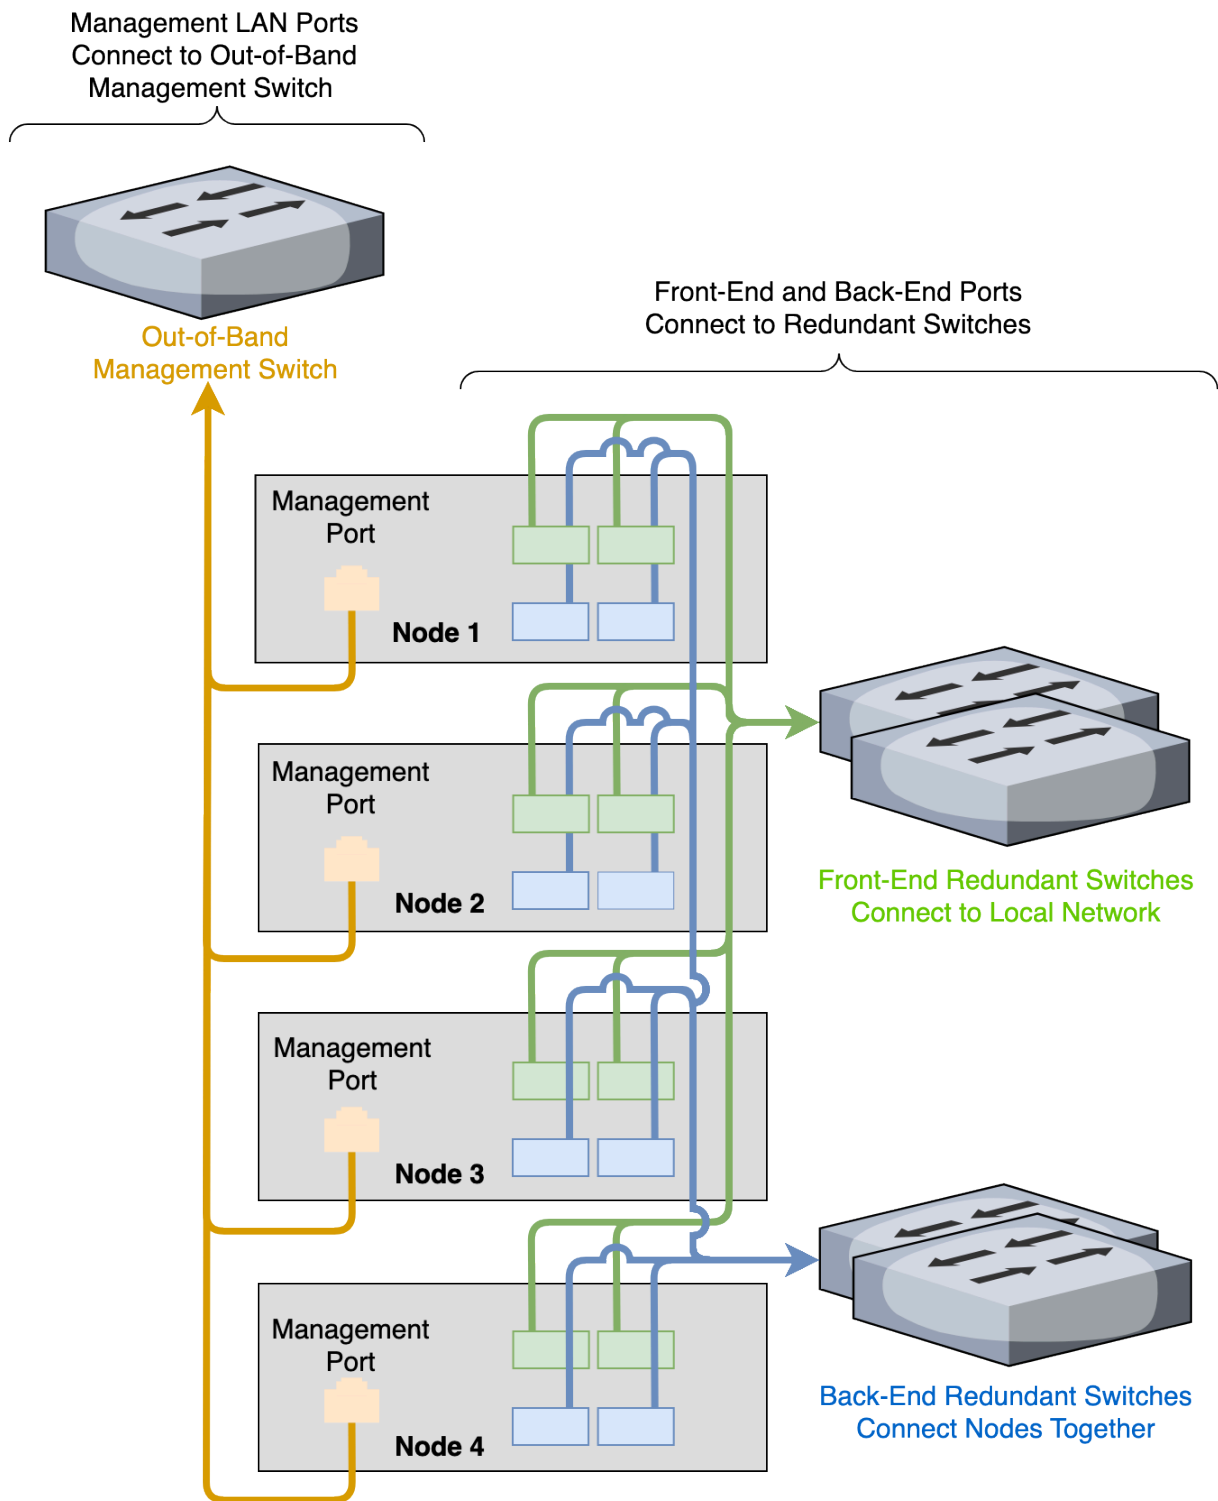 Management LAN Ports
Connect to Out-of-Band
Management Switch
Out-of-Band
Management Switch
Front-End and Back-End Ports
Connect to Redundant Switches
Management
Port
Node 1
Management
Port
Node 2
Front-End Redundant Switches
Connect to Local Network
Management
Port
Node 3
Management
Port
Node 4
Back-End Redundant Switches
Connect Nodes Together